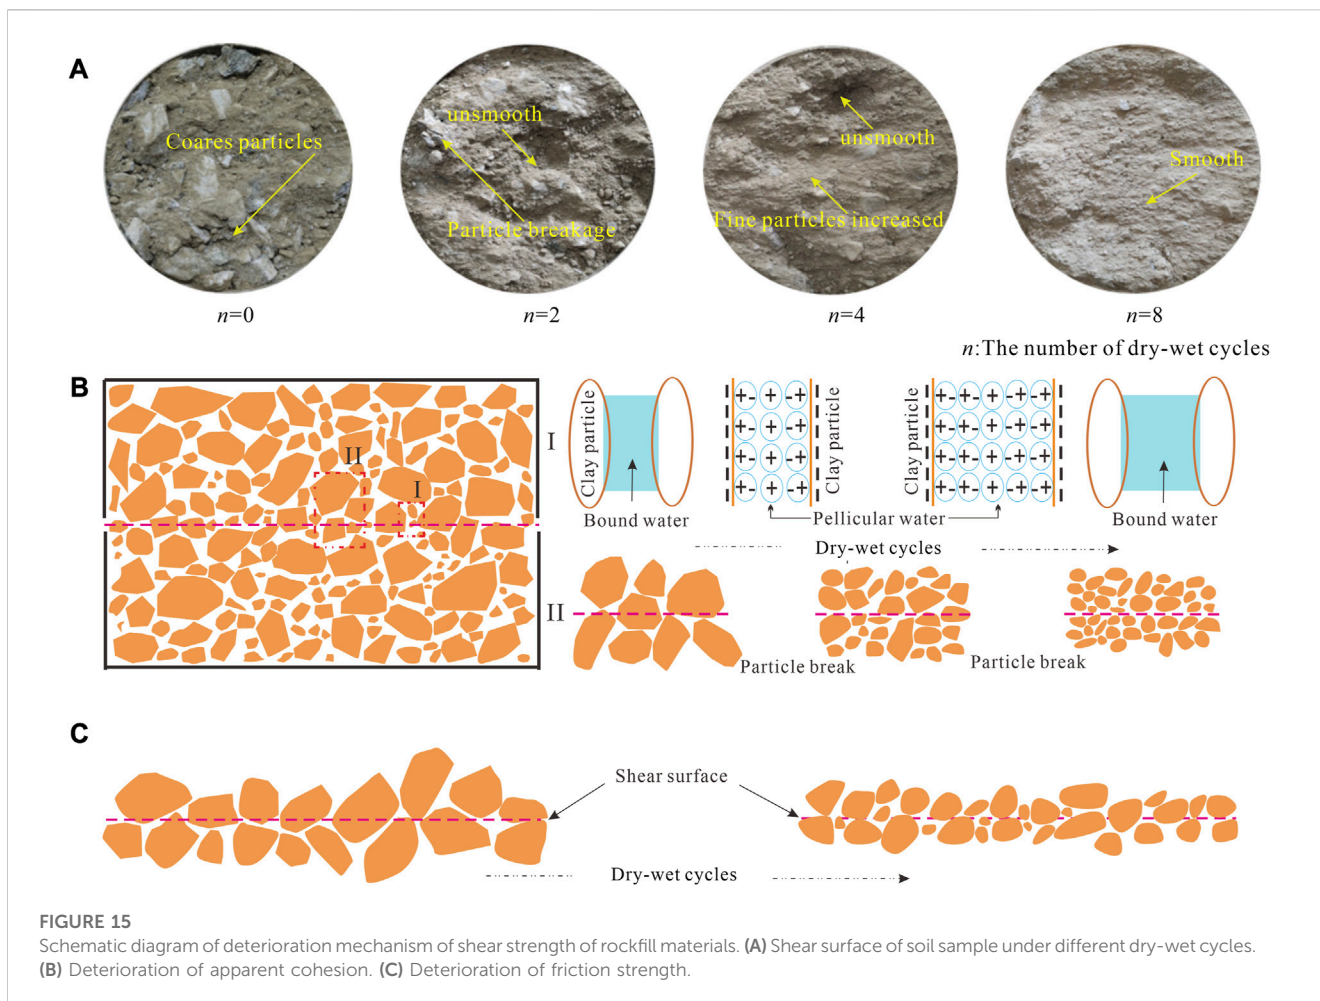 A
Coares particles
unsmooth
Particle breakage
unsmooth
Fine particles increased
Smooth
n=0
n=2
n=4
n=8
n:The number of dry-wet cycles
B
II
I
I
Clay particle
Bound water
+- + -+
+- + -+
+- + -+
+- + -+
Clay particle
Pellicular water
Clay particle
+- + + + -+
+- + + + -+
+- + + + -+
+- + + + -+
Bound water
Dry-wet cycles
II
Particle break
Particle break
C
Shear surface
Dry-wet cycles
FIGURE 15
Schematic diagram of deterioration mechanism of shear strength of rockfill materials. (A) Shear surface of soil sample under different dry-wet cycles.
(B) Deterioration of apparent cohesion. (C) Deterioration of friction strength.